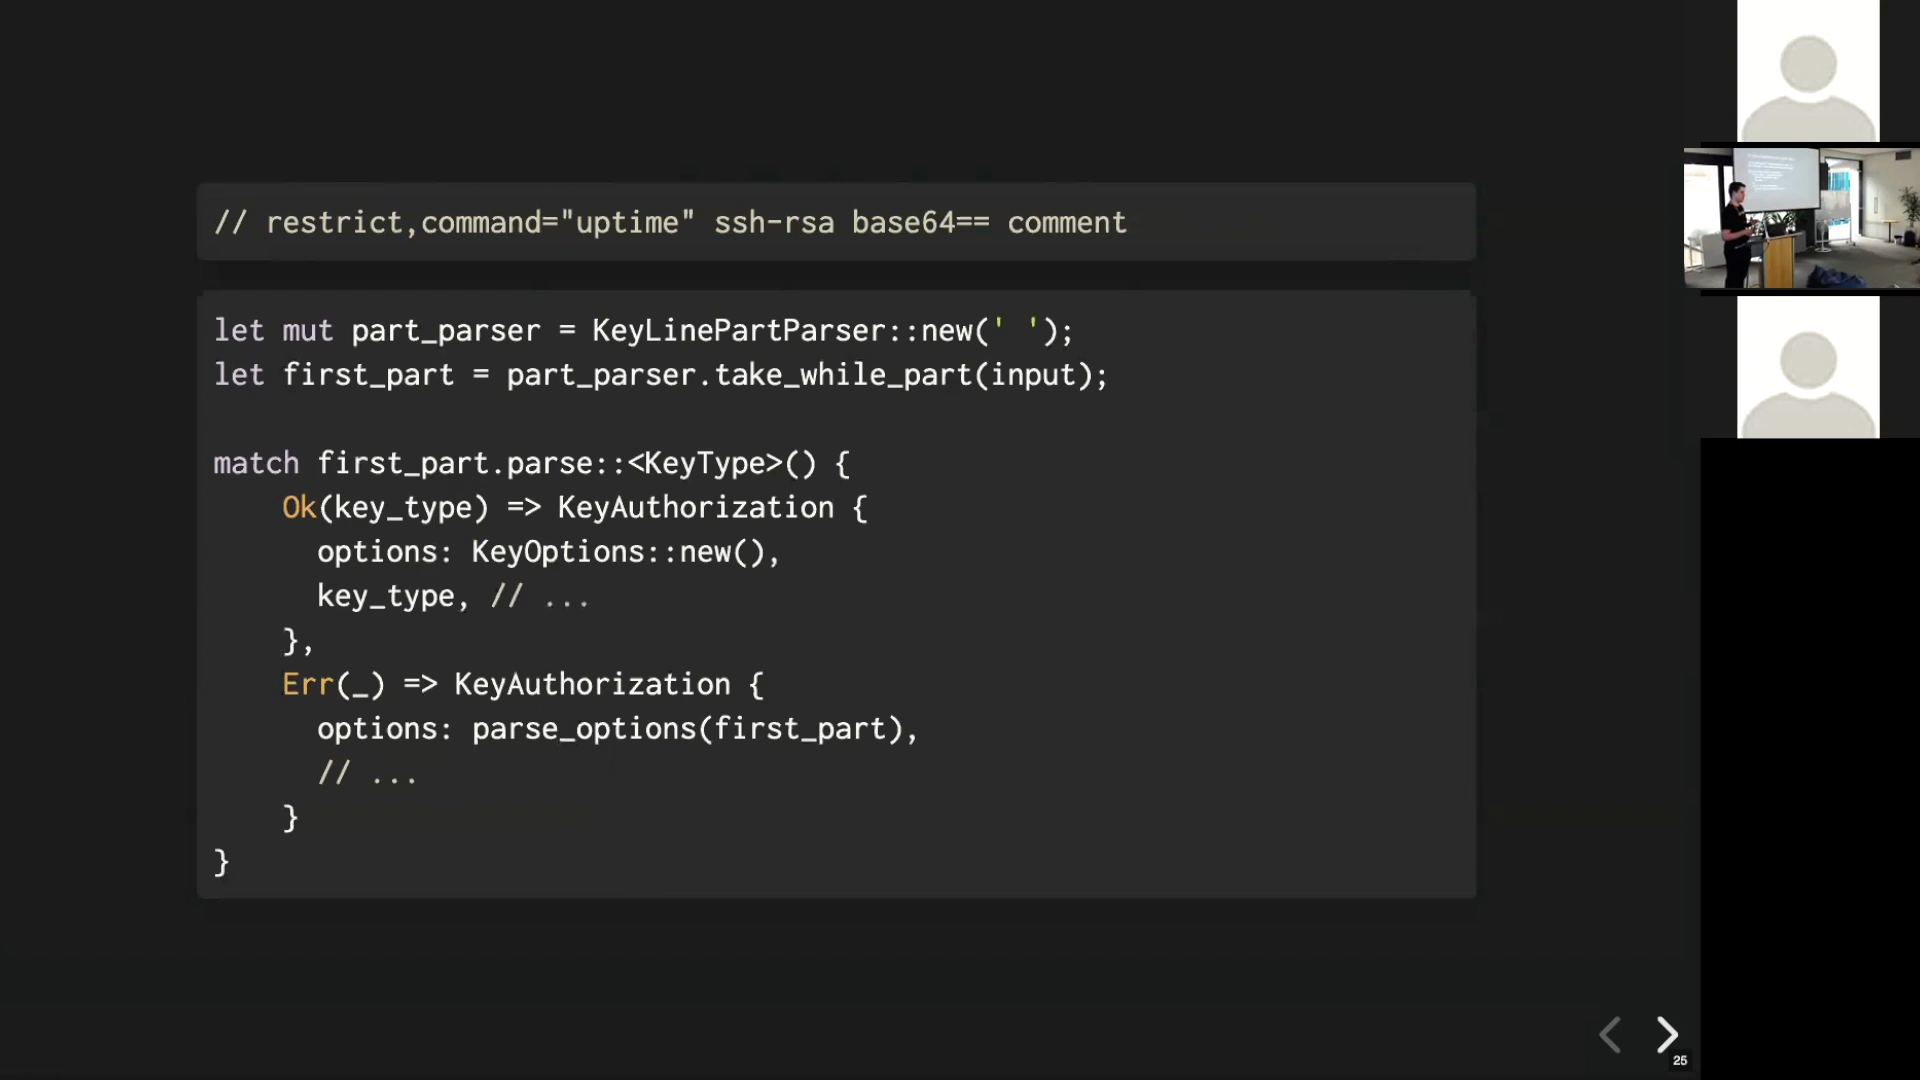 // restrict,command="uptime" ssh-rsa base64== comment
let mut part_parser = KeyLinePartParser::new(' ');
let first_part = part_parser.take_while_part(input);
match first_part.parse::<KeyType>() {
    Ok(key_type) => KeyAuthorization {
      options: KeyOptions::new(),
      key_type, // ...
    },
    Err(_) => KeyAuthorization {
      options: parse_options(first_part),
      // ...
    }
}
25